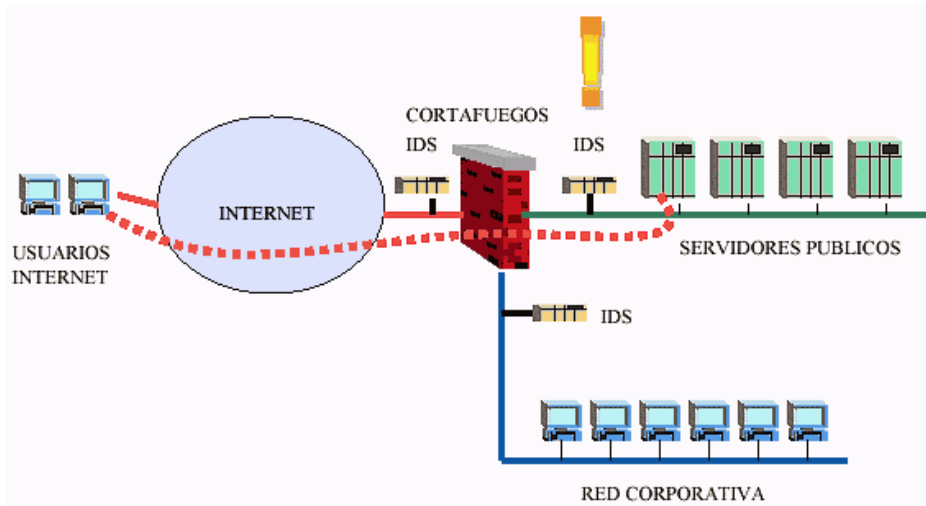 CORTAFUEGOS
IDS
IDS
INTERNET
USUARIOS
INTERNET
SERVIDORES PUBLICOS
IDS
RED CORPORATIVA